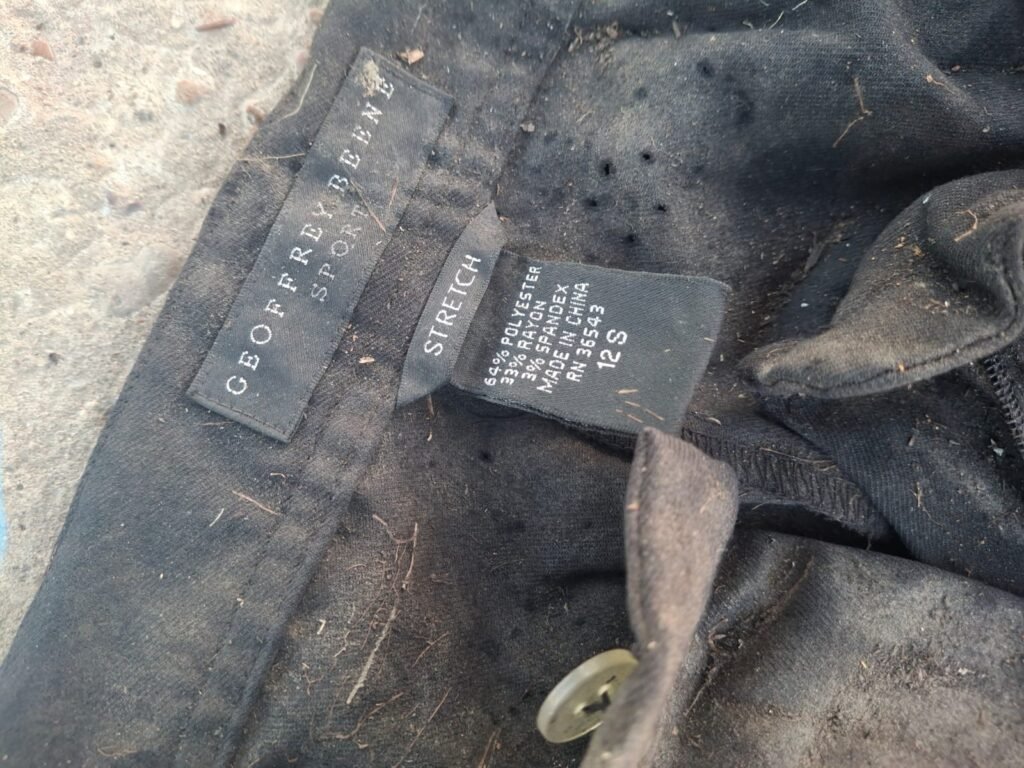 GEOFFREY BEENE
SPORT
STRETCH
64% POLYESTER
33% RAYON
3% SPANDEX
MADE IN CHINA
RN 36543
12 S